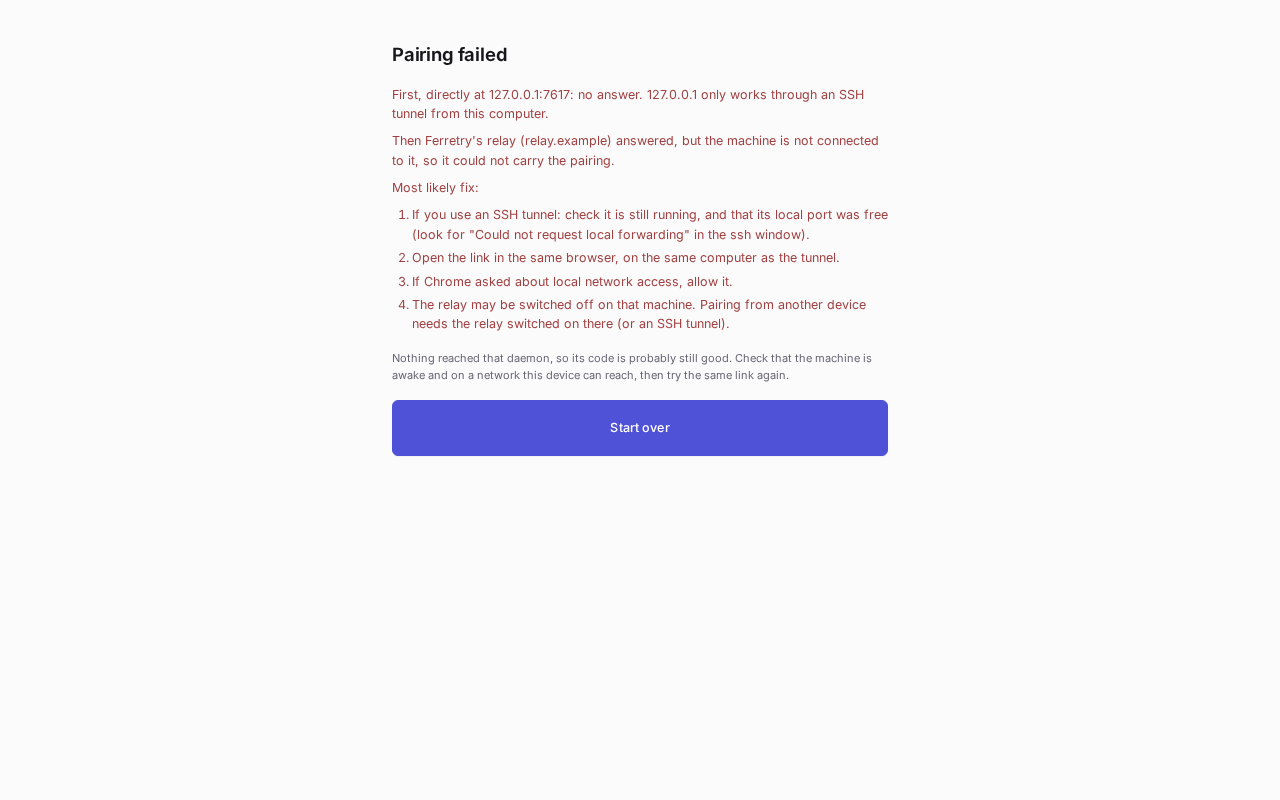 Pairing failed
First, directly at 127.0.0.1:7617: no answer. 127.0.0.1 only works through an SSH
tunnel from this computer.
Then Ferretry's relay (relay.example) answered, but the machine is not connected
to it, so it could not carry the pairing.
Most likely fix:
1. If you use an SSH tunnel: check it is still running, and that its local port was free
(look for "Could not request local forwarding" in the ssh window).
2. Open the link in the same browser, on the same computer as the tunnel.
3. If Chrome asked about local network access, allow it.
4. The relay may be switched off on that machine. Pairing from another device
needs the relay switched on there (or an SSH tunnel).
Nothing reached that daemon, so its code is probably still good. Check that the machine is
awake and on a network this device can reach, then try the same link again.
Start over